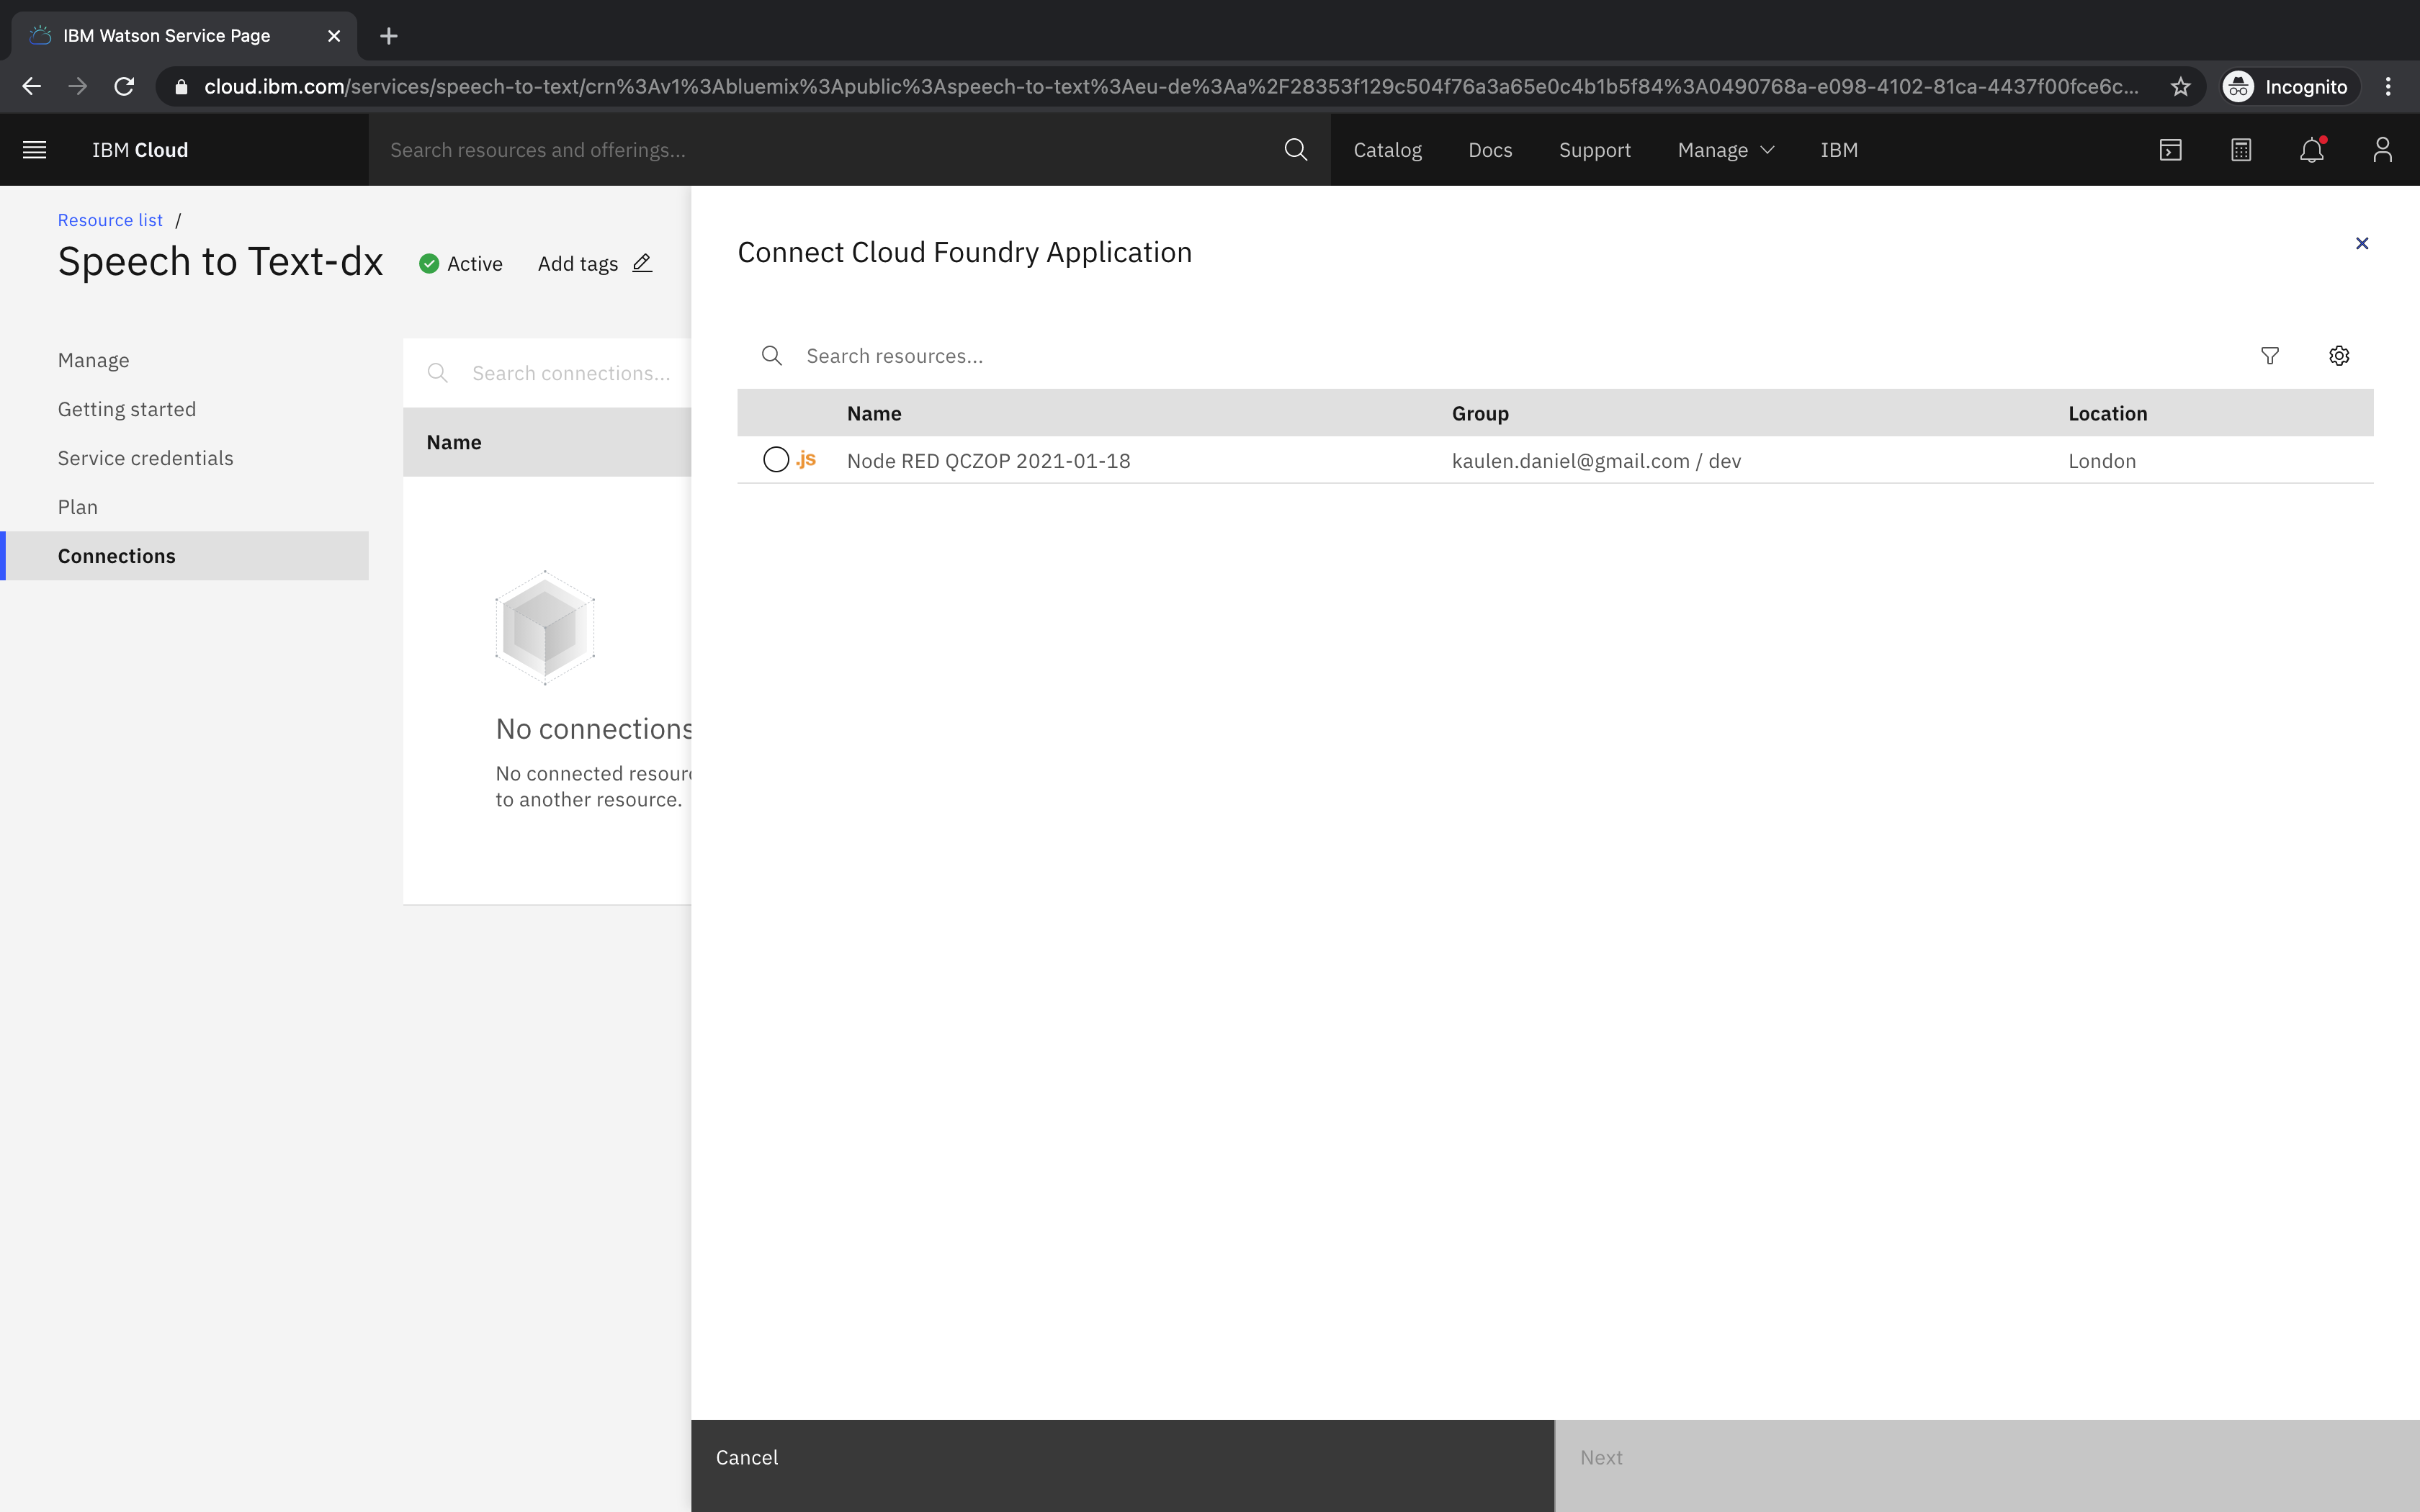 IBM Watson Service Page
cloud.ibm.com/services/speech-to-text/crn%3Av1%3Abluemix%3Apublic%3Aspeech-to-text%3Aeu-de%3Aa%2F28353f129c504f76a3a65e0c4b1b5f84%3A0490768a-e098-4102-81ca-4437f00fce6c...
Incognito
IBM Cloud
Search resources and offerings...
Catalog
Docs
Support
Manage
IBM
Resource list /
Speech to Text-dx
Active
Add tags
Manage
Getting started
Service credentials
Plan
Connections
Search connections...
Name
No connections
No connected resourc
to another resource.
Connect Cloud Foundry Application
Search resources...
Name Group Location
.js Node RED QCZOP 2021-01-18 kaulen.daniel@gmail.com / dev London
Cancel
Next